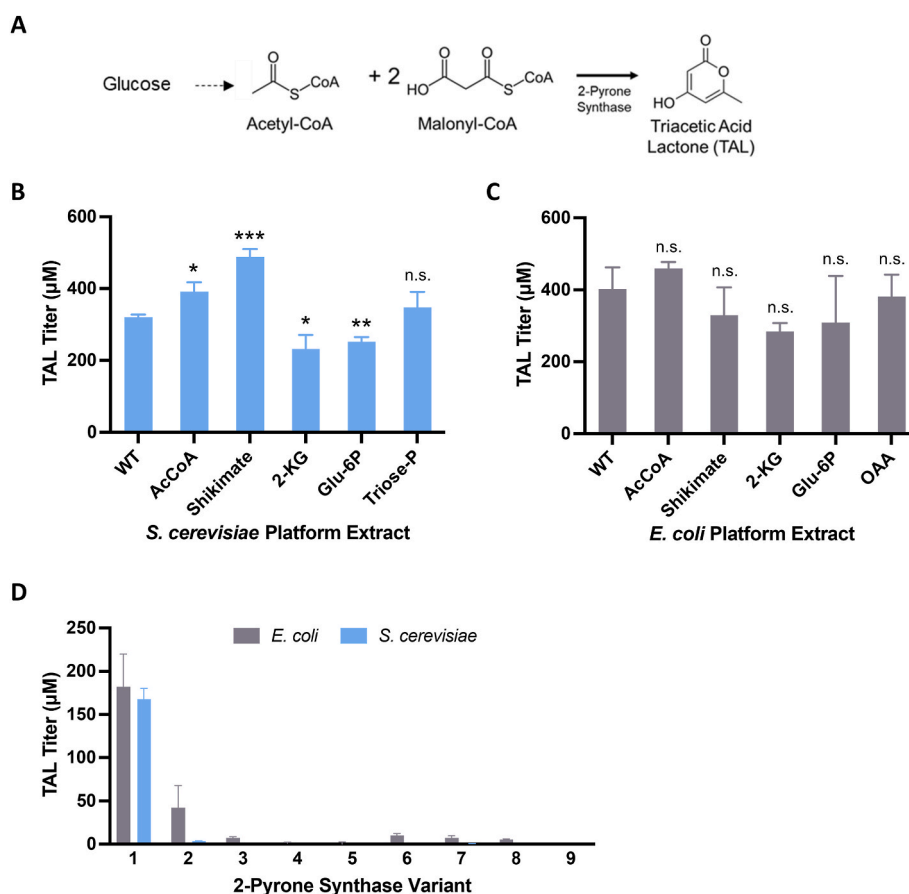 A
Glucose
O
S
CoA
Acetyl-CoA
+ 2
O
O
HO
S
CoA
Malonyl-CoA
2-Pyrone
Synthase
O
O
HO
Triacetic Acid
Lactone (TAL)
B
TAL Titer (µM)
600
400
200
0
*
***
*
**
n.s.
WT
AcCoA
Shikimate
2-KG
Glu-6P
Triose-P
S. cerevisiae Platform Extract
C
TAL Titer (µM)
600
400
200
0
n.s.
n.s.
n.s.
n.s.
n.s.
WT
AcCoA
Shikimate
2-KG
Glu-6P
OAA
E. coli Platform Extract
D
TAL Titer (µM)
250
200
150
100
50
0
E. coli
S. cerevisiae
1 2 3 4 5 6 7 8 9
2-Pyrone Synthase Variant